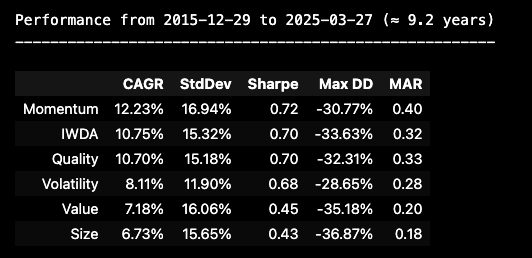 Performance from 2015-12-29 to 2025-03-27 (≈ 9.2 years)
CAGR StdDev Sharpe Max DD MAR
Momentum 12.23% 16.94% 0.72 -30.77% 0.40
IWDA 10.75% 15.32% 0.70 -33.63% 0.32
Quality 10.70% 15.18% 0.70 -32.31% 0.33
Volatility 8.11% 11.90% 0.68 -28.65% 0.28
Value 7.18% 16.06% 0.45 -35.18% 0.20
Size 6.73% 15.65% 0.43 -36.87% 0.18